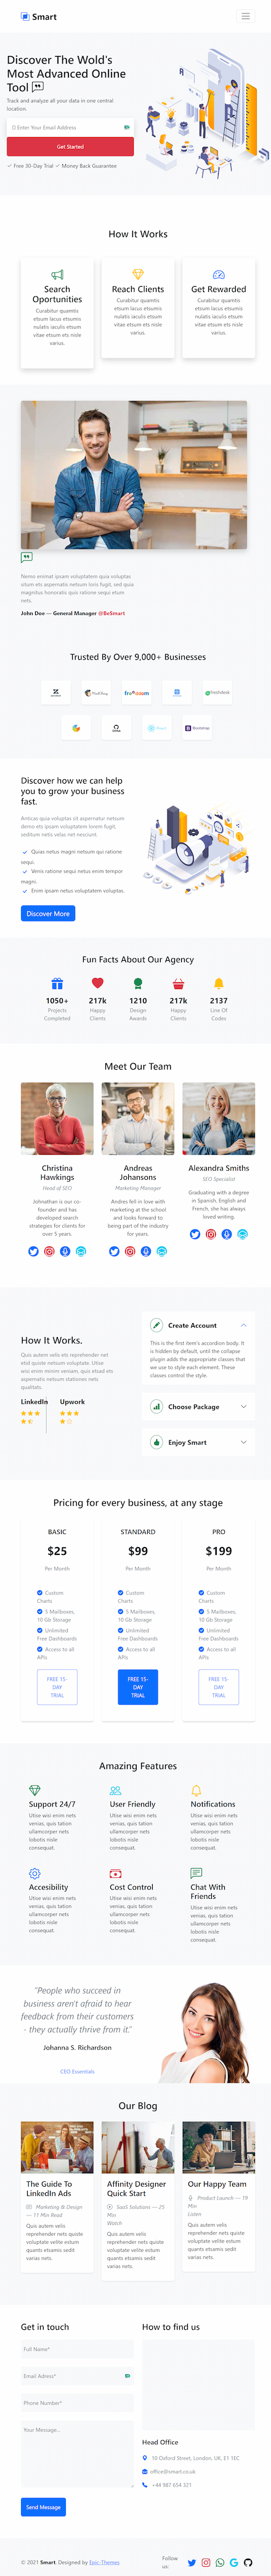 Smart
Discover The Wold's
Most Advanced Online
Tool
Track and analyze all your data in one central
location.
Enter Your Email Address
Get Started
Free 30-Day Trial Money Back Guarantee
How It Works
Search
Oportunities
Curabitur quamtis
etsum lacus etsumis
nulatis iaculis etsum
vitae etsum ets nisle
varius.
Reach Clients
Curabitur quamtis
etsum lacus etsumis
nulatis iaculis etsum
vitae etsum ets nisle
varius.
Get Rewarded
Curabitur quamtis
etsum lacus etsumis
nulatis iaculis etsum
vitae etsum ets nisle
varius.
Nemo enimat ipsam voluptatem quia voluptas
situm ets aspernatis netsum loris fugit, sed quia
magnitus honoratis quis ratione sequi etum
nets.
John Doe — General Manager @BeSmart
Trusted By Over 9,000+ Businesses
freshdesk
Bootstrap
Discover how we can help
you to grow your business
fast.
Anticas quia voluptas sit aspernatur netsum
demo ets ipsum voluptatem lorem fugit,
seditum netis velas net nesciunt.
Quias netus magni netsum qui ratione
sequi.
Venis ratione sequi netus enim tempor
magni.
Enim ipsam netus voluptatem voluptas.
Discover More
Fun Facts About Our Agency
1050+
Projects
Completed
217k
Happy
Clients
1210
Design
Awards
217k
Happy
Clients
2137
Line Of
Codes
Meet Our Team
Christina
Hawkings
Head of SEO
Johnathan is our co-
founder and has
developed search
strategies for clients for
over 5 years.
Andreas
Johansons
Marketing Manager
Andres fell in love with
marketing at the school
and looks forward to
being part of the industry
for years.
Alexandra Smiths
SEO Specialist
Graduating with a degree
in Spanish, English and
French, she has always
loved writing.
How It Works.
Quis autem velis ets reprehender net
etid quiste netsum voluptate. Utise
wisi enim minim veniam, quis etsad ets
aspernatis netsum stationes nets
qualitats.
LinkedIn
Upwork
Create Account
This is the first item's accordion body. It
is hidden by default, until the collapse
plugin adds the appropriate classes that
we use to style each element. These
classes control the style.
Choose Package
Enjoy Smart
Pricing for every business, at any stage
BASIC
$25
Per Month
Custom
Charts
5 Mailboxes,
10 Gb Storage
Unlimited
Free Dashboards
Access to all
APIs
FREE 15-
DAY
TRIAL
STANDARD
$99
Per Month
Custom
Charts
5 Mailboxes,
10 Gb Storage
Unlimited
Free Dashboards
Access to all
APIs
FREE 15-
DAY
TRIAL
PRO
$199
Per Month
Custom
Charts
5 Mailboxes,
10 Gb Storage
Unlimited
Free Dashboards
Access to all
APIs
FREE 15-
DAY
TRIAL
Amazing Features
Support 24/7
Utise wisi enim nets
venias, quis tation
ullamcorper nets
lobotis nisle
consequat.
User Friendly
Utise wisi enim nets
venias, quis tation
ullamcorper nets
lobotis nisle
consequat.
Notifications
Utise wisi enim nets
venias, quis tation
ullamcorper nets
lobotis nisle
consequat.
Accesibility
Utise wisi enim nets
venias, quis tation
ullamcorper nets
lobotis nisle
consequat.
Cost Control
Utise wisi enim nets
venias, quis tation
ullamcorper nets
lobotis nisle
consequat.
Chat With
Friends
Utise wisi enim nets
venias, quis tation
ullamcorper nets
lobotis nisle
consequat.
"People who succeed in
business aren't afraid to hear
feedback from their customers
- they actually thrive from it."
Johanna S. Richardson
CEO Essentials
Our Blog
The Guide To
LinkedIn Ads
Marketing & Design
— 11 Min Read
Quis autem velis
reprehender nets quiste
voluptate velite estum
quants etsames sedit
varias nets.
Affinity Designer
Quick Start
SaaS Solutions — 25
Min
Watch
Quis autem velis
reprehender nets quiste
voluptate velite estum
quants etsames sedit
varias nets.
Our Happy Team
Product Launch — 19
Min
Listen
Quis autem velis
reprehender nets quiste
voluptate velite estum
quants etsames sedit
varias nets.
Get in touch
Full Name*
Email Adress*
Phone Number*
Your Message...
Send Message
How to find us
Head Office
10 Oxford Street, London, UK, E1 1EC
office@smart.co.uk
+44 987 654 321
© 2021 Smart. Designed by Epic-Themes
Follow
us: